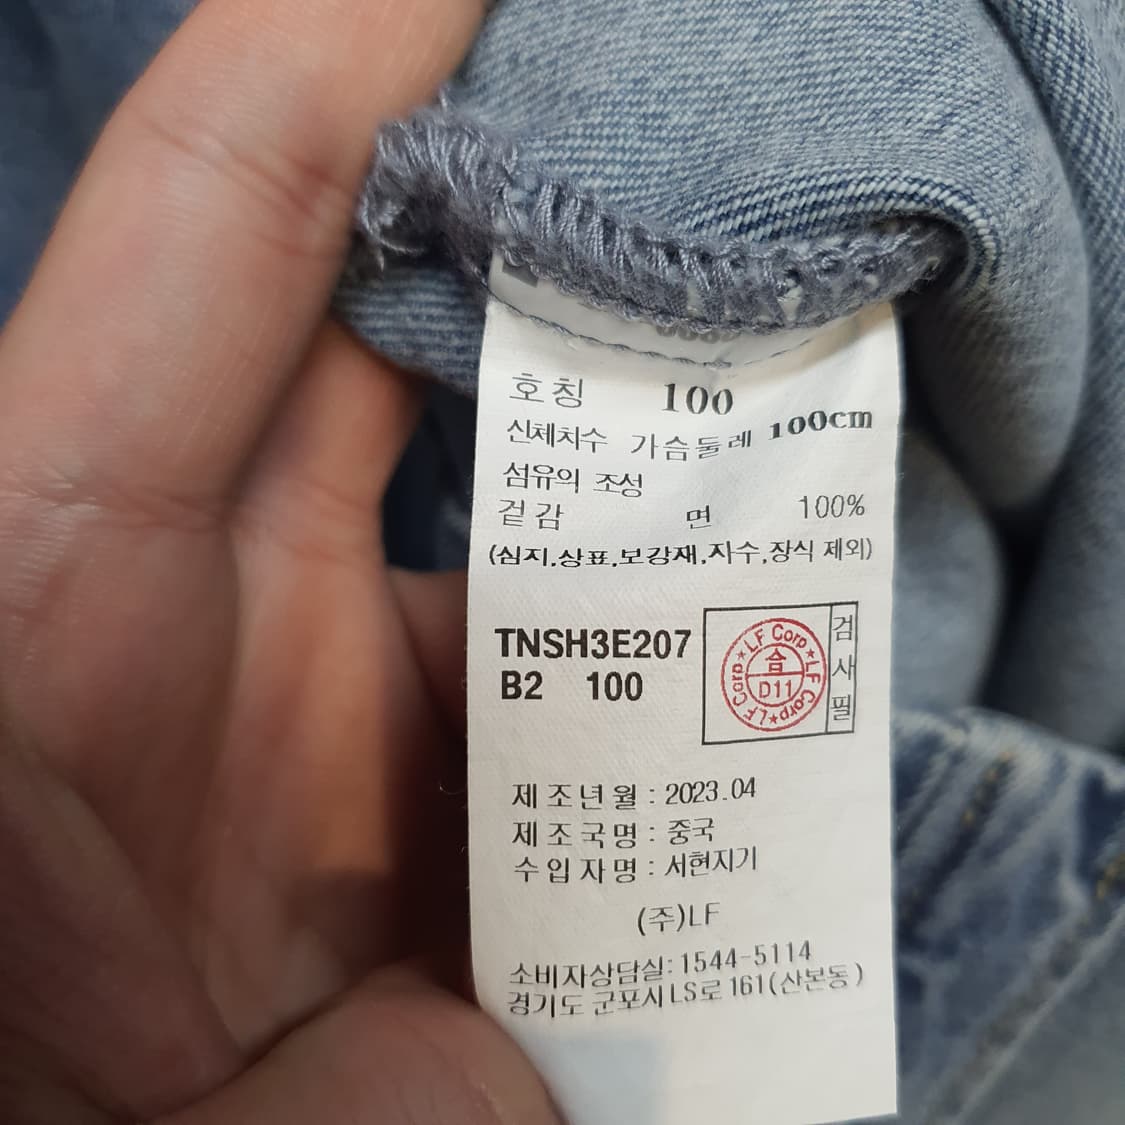 호칭 100
신체치수 가슴둘레 100cm
섬유의 조성
겉감 면 100%
(심지,상표,보강재,자수,장식 제외)
TNSH3E207
B2 100
LF Corp★LF Corp★LF Corp★
합
D11
검사필
제조년월 : 2023.04
제조국명 : 중국
수입자명 : 서현지기
(주)LF
소비자상담실: 1544-5114
경기도 군포시 LS로 161(산본동)